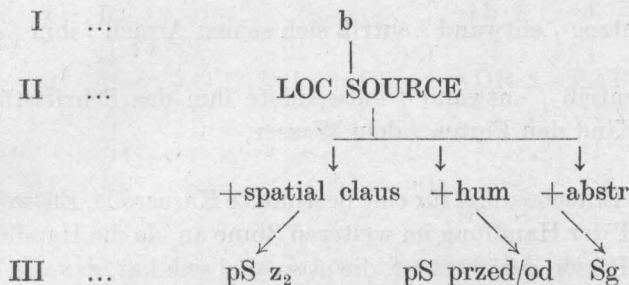 I ... b
II ... LOC SOURCE
+spatial claus +hum +abstr
III ... pS z₂ pS przed/od Sg